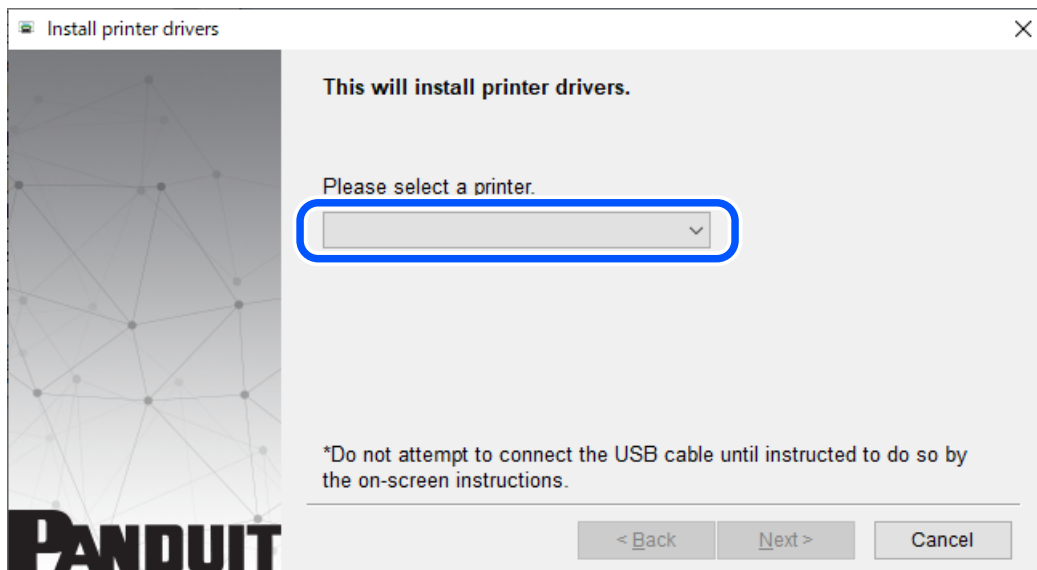 Install printer drivers
This will install printer drivers.
Please select a printer.
*Do not attempt to connect the USB cable until instructed to do so by
the on-screen instructions.
PANDUIT
< Back Next > Cancel